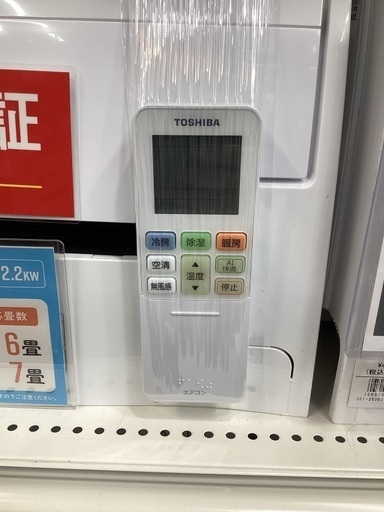 証
TOSHIBA
冷房
除湿
暖房
空清
温度
AI
快適
無風感
停止
エアコン
2.2KW
畳数
6畳
7畳